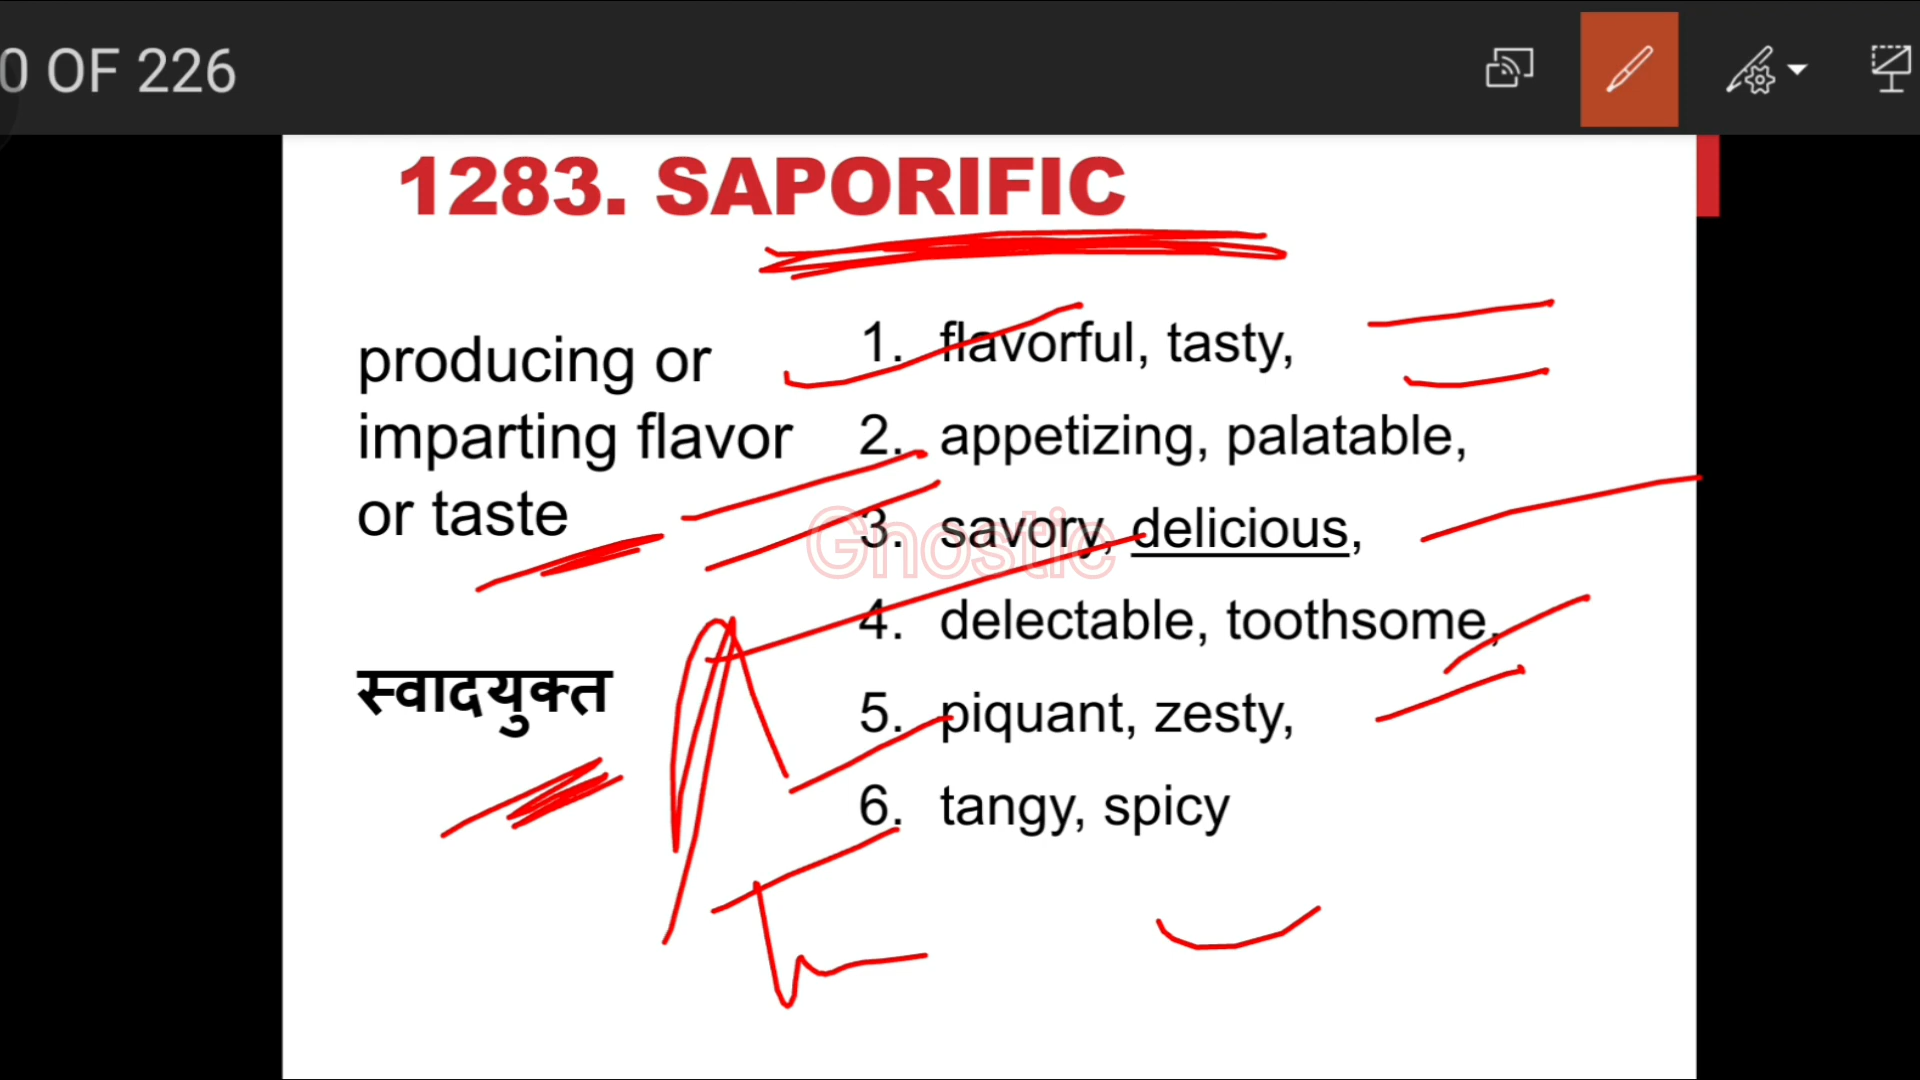 0 OF 226
1283. SAPORIFIC
producing or
imparting flavor
or taste
स्वादयुक्त
1. flavorful, tasty,
2. appetizing, palatable,
3. savory, delicious,
4. delectable, toothsome,
5. piquant, zesty,
6. tangy, spicy
Gnostic